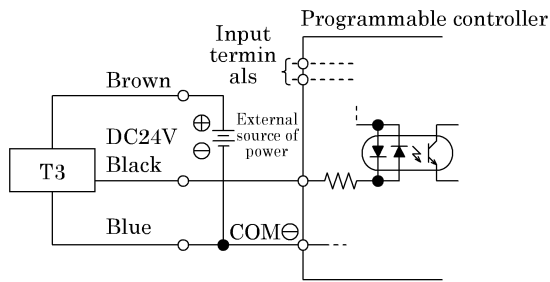 Programmable controller
Input
termin
als
Brown
DC24V
⊕
⊖
External
source of
power
T3
Black
Blue
COM⊖